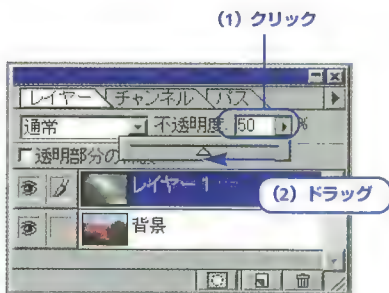 (1) クリック
レイヤー チャンネル パス
通常 不透明度 50 %
透明部分の
レイヤー 1
(2) ドラッグ
背景